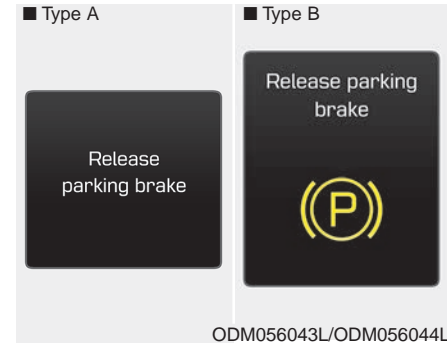 ■ Type A
Release
parking brake
■ Type B
Release parking
brake
P
ODM056043L/ODM056044L